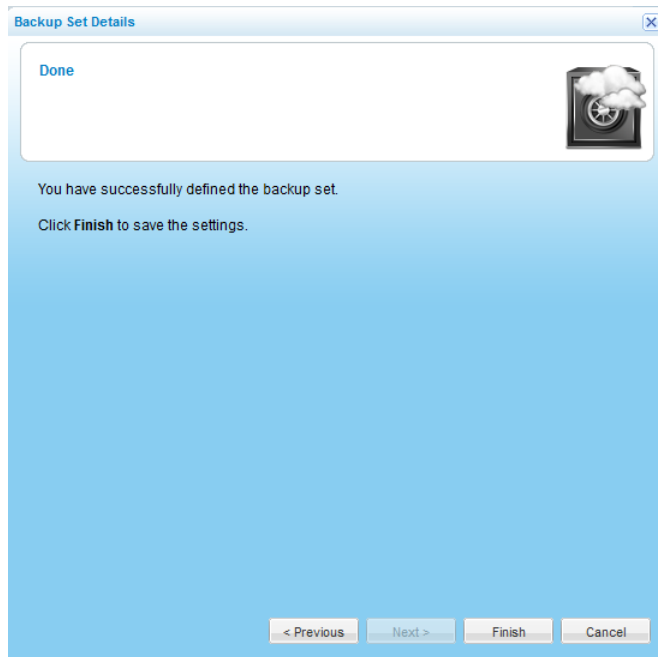 Backup Set Details
Done
You have successfully defined the backup set.
Click Finish to save the settings.
< Previous
Next >
Finish
Cancel